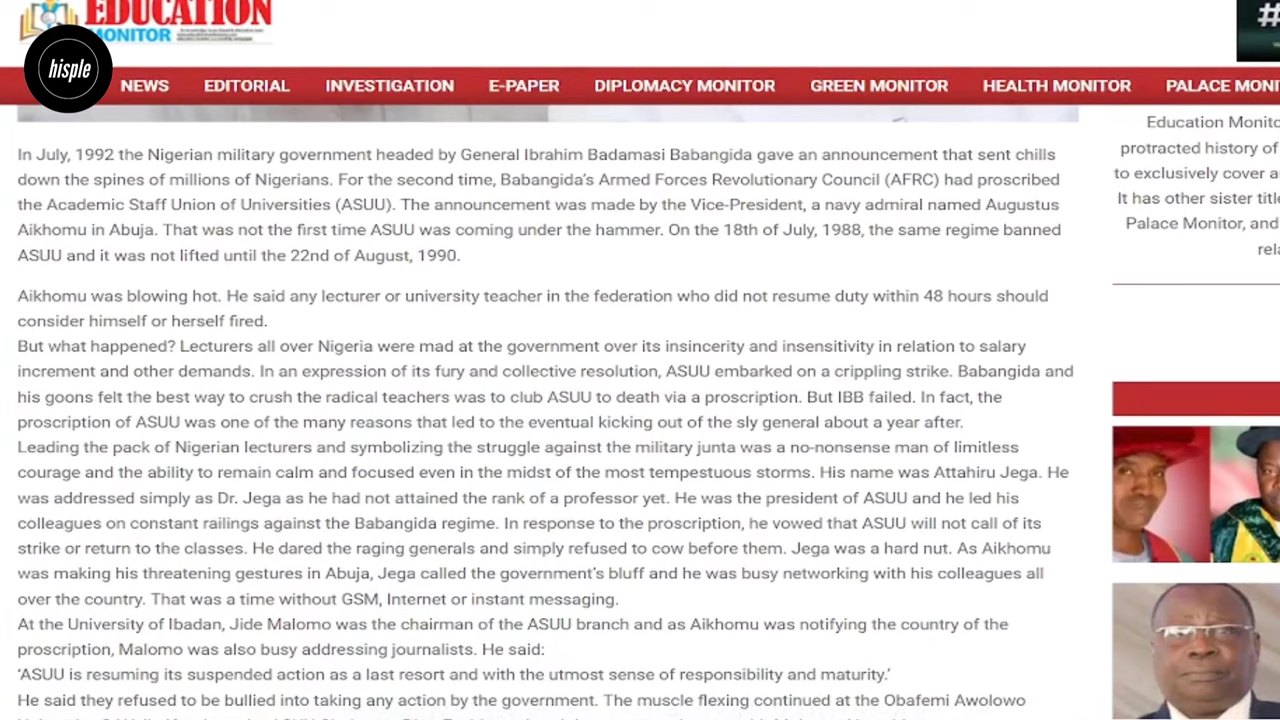 EDUCATION
MONITOR
hisple
#
NEWS EDITORIAL INVESTIGATION E-PAPER DIPLOMACY MONITOR GREEN MONITOR HEALTH MONITOR PALACE MONI
In July, 1992 the Nigerian military government headed by General Ibrahim Badamasi Babangida gave an announcement that sent chills
down the spines of millions of Nigerians. For the second time, Babangida's Armed Forces Revolutionary Council (AFRC) had proscribed
the Academic Staff Union of Universities (ASUU). The announcement was made by the Vice-President, a navy admiral named Augustus
Aikhomu in Abuja. That was not the first time ASUU was coming under the hammer. On the 18th of July, 1988, the same regime banned
ASUU and it was not lifted until the 22nd of August, 1990.
Aikhomu was blowing hot. He said any lecturer or university teacher in the federation who did not resume duty within 48 hours should
consider himself or herself fired.
But what happened? Lecturers all over Nigeria were mad at the government over its insincerity and insensitivity in relation to salary
increment and other demands. In an expression of its fury and collective resolution, ASUU embarked on a crippling strike. Babangida and
his goons felt the best way to crush the radical teachers was to club ASUU to death via a proscription. But IBB failed. In fact, the
proscription of ASUU was one of the many reasons that led to the eventual kicking out of the sly general about a year after.
Leading the pack of Nigerian lecturers and symbolizing the struggle against the military junta was a no-nonsense man of limitless
courage and the ability to remain calm and focused even in the midst of the most tempestuous storms. His name was Attahiru Jega. He
was addressed simply as Dr. Jega as he had not attained the rank of a professor yet. He was the president of ASUU and he led his
colleagues on constant railings against the Babangida regime. In response to the proscription, he vowed that ASUU will not call of its
strike or return to the classes. He dared the raging generals and simply refused to cow before them. Jega was a hard nut. As Aikhomu
was making his threatening gestures in Abuja, Jega called the government's bluff and he was busy networking with his colleagues all
over the country. That was a time without GSM, Internet or instant messaging.
At the University of Ibadan, Jide Malomo was the chairman of the ASUU branch and as Aikhomu was notifying the country of the
proscription, Malomo was also busy addressing journalists. He said:
'ASUU is resuming its suspended action as a last resort and with the utmost sense of responsibility and maturity.'
He said they refused to be bullied into taking any action by the government. The muscle flexing continued at the Obafemi Awolowo
Education Monito
protracted history of
to exclusively cover a
It has other sister titl
Palace Monitor, and
rela